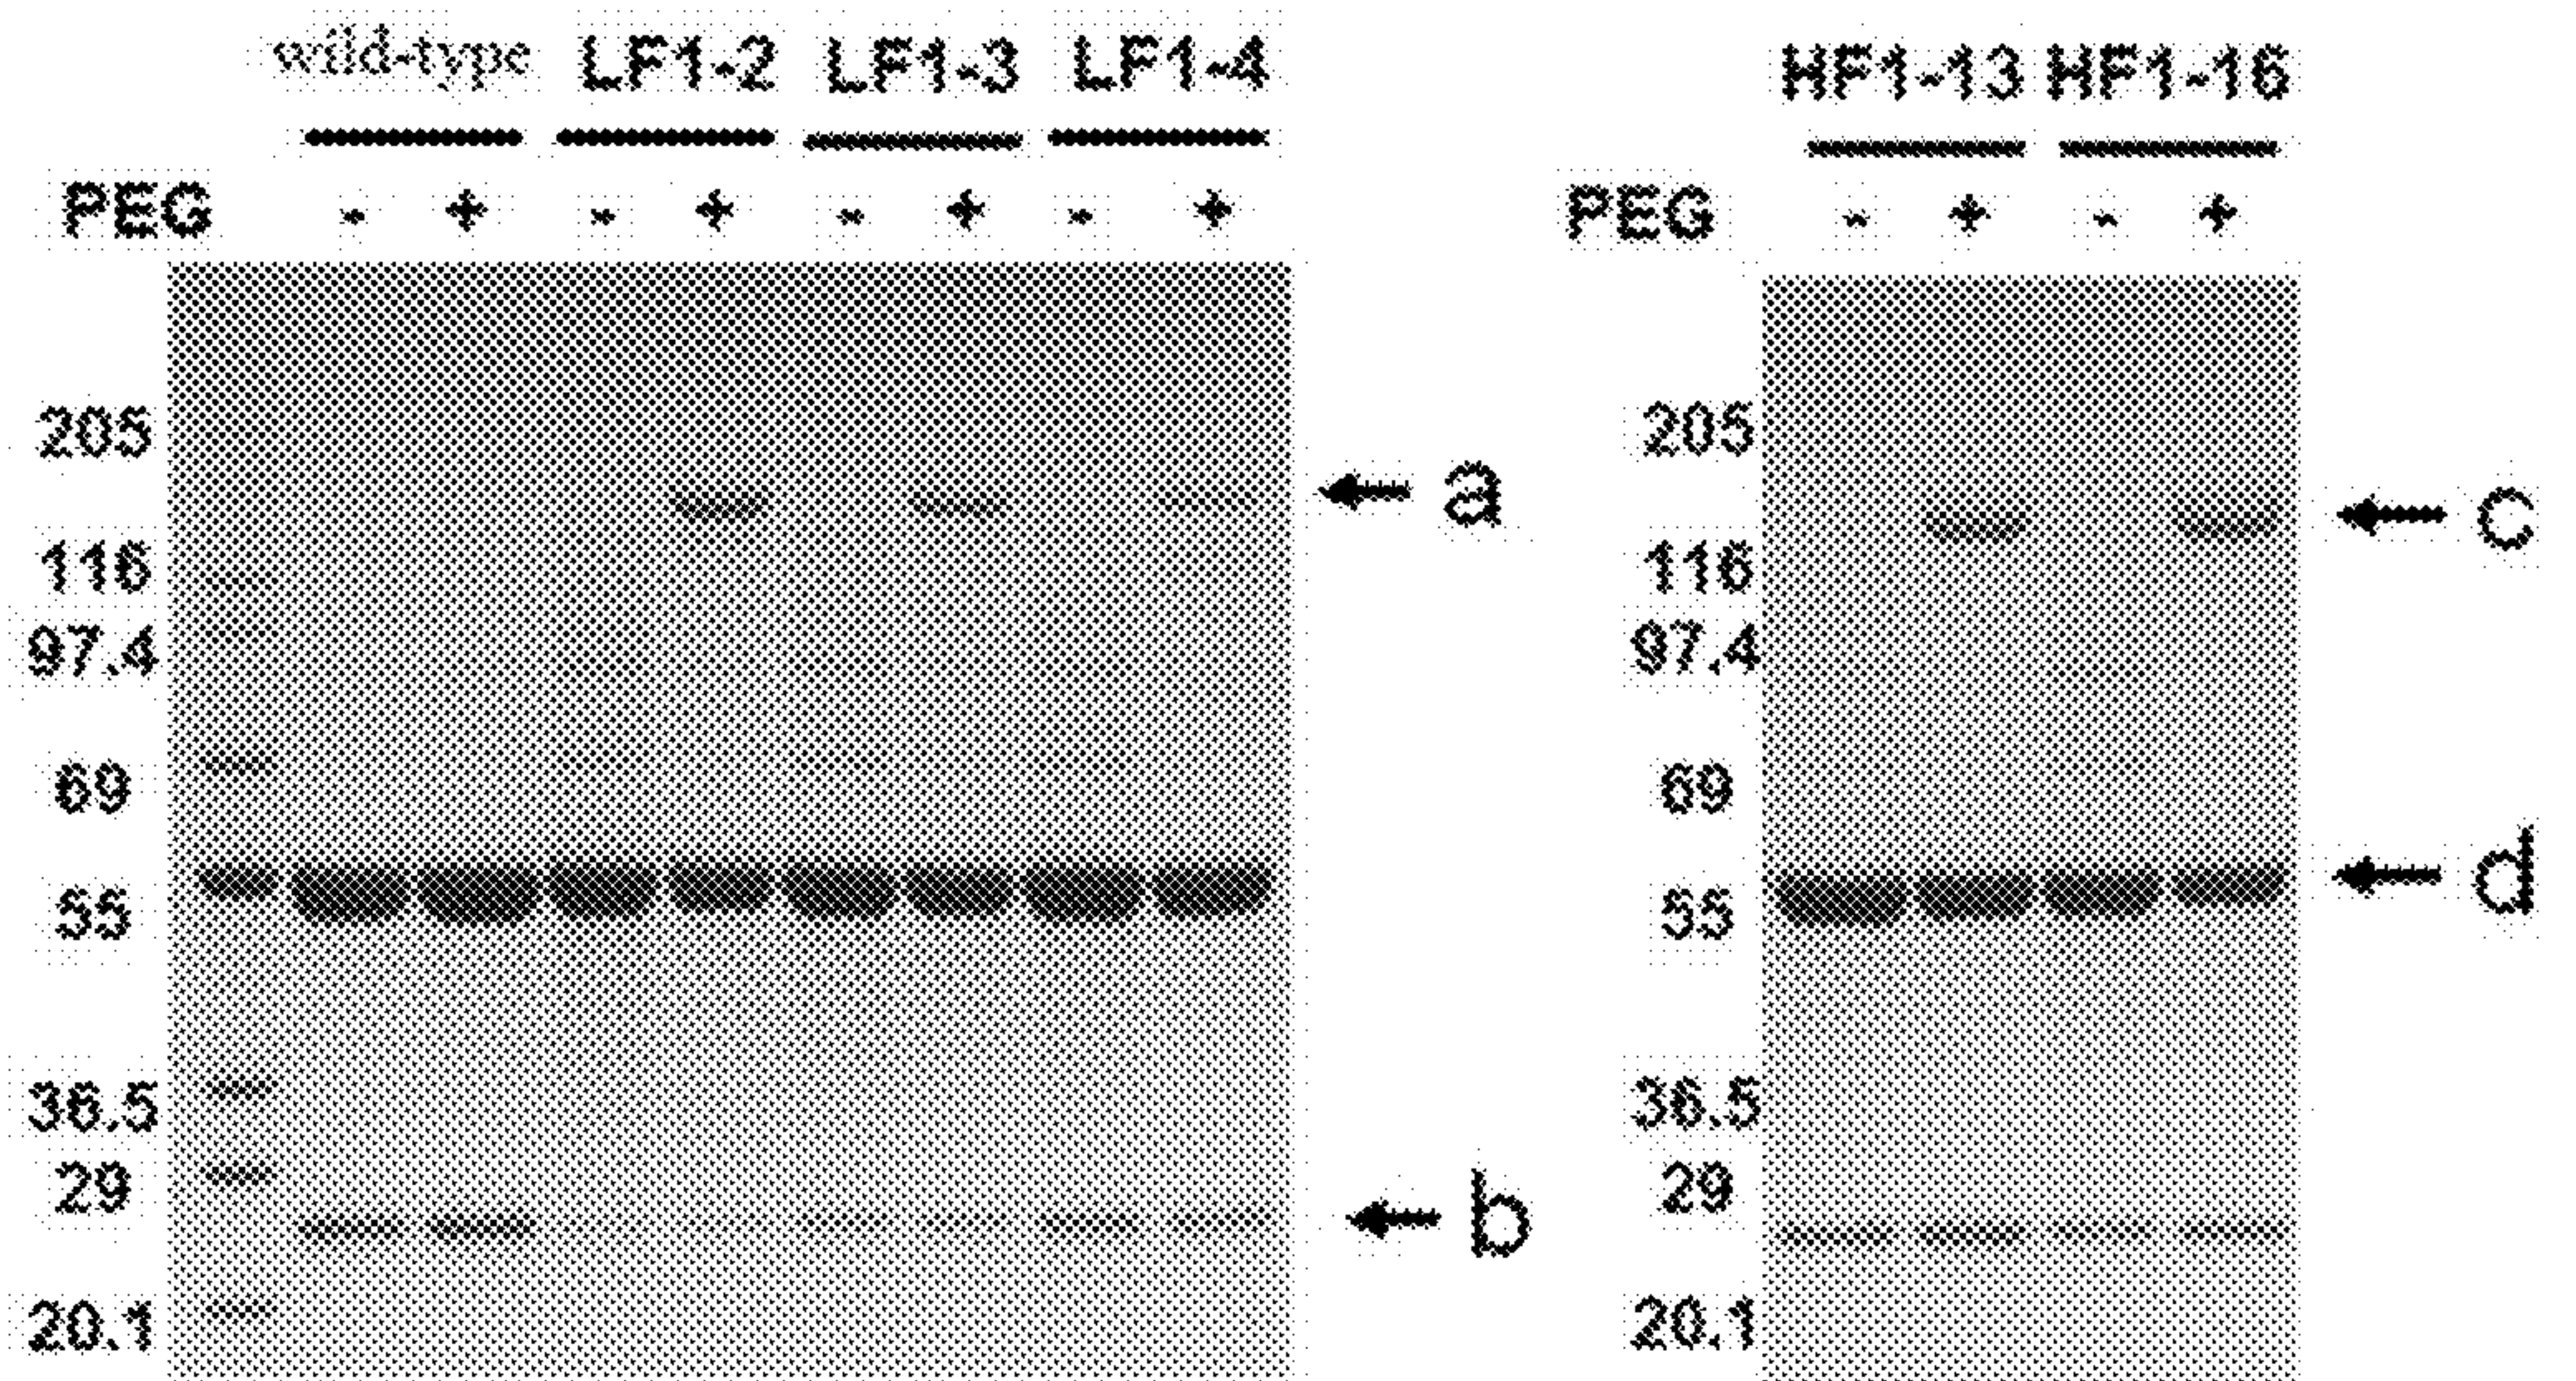 wild-type LF1-2 LF1-3 LF1-4
PEG - + - + - + - +
205
a
116
97.4
69
55
36.5
29
b
20.1
HF1-13 HF1-16
PEG - + - +
205
c
116
97.4
69
d
55
36.5
29
20.1